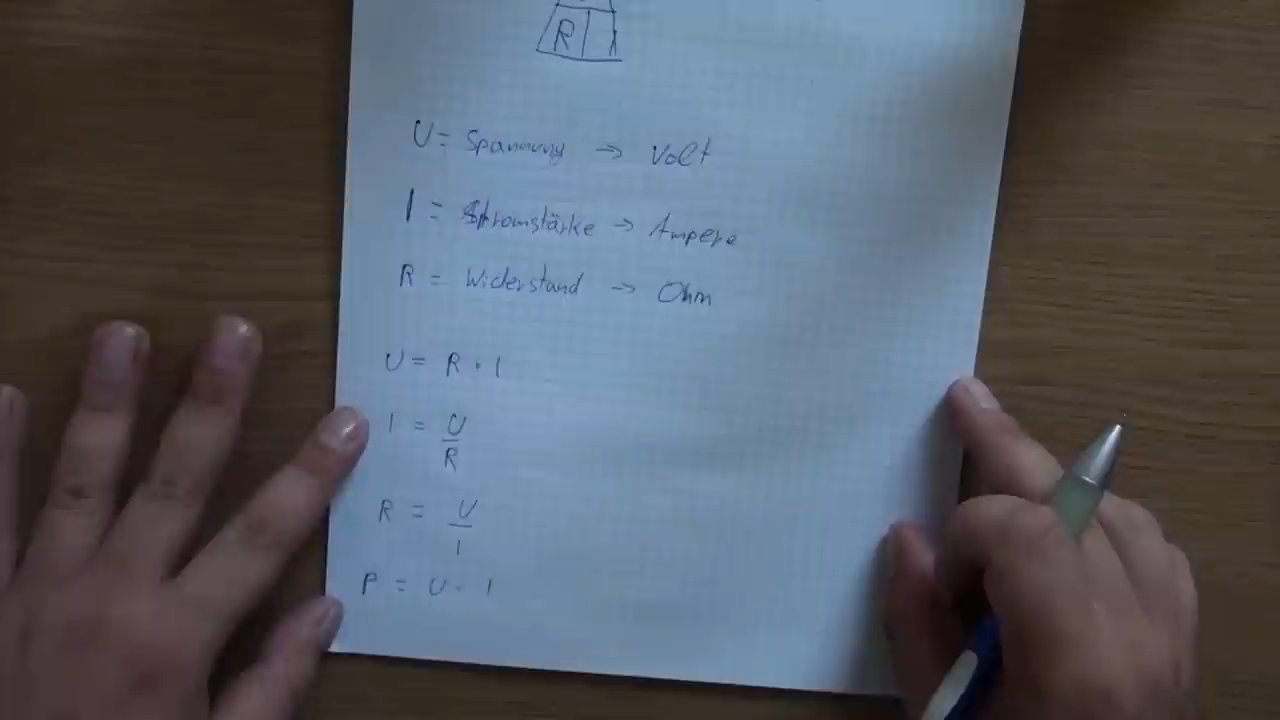 R I
U = Spannung → Volt
I = Stromstärke → Ampere
R = Widerstand → Ohm
U = R · I
I = U
R
R = U
I
P = U · I